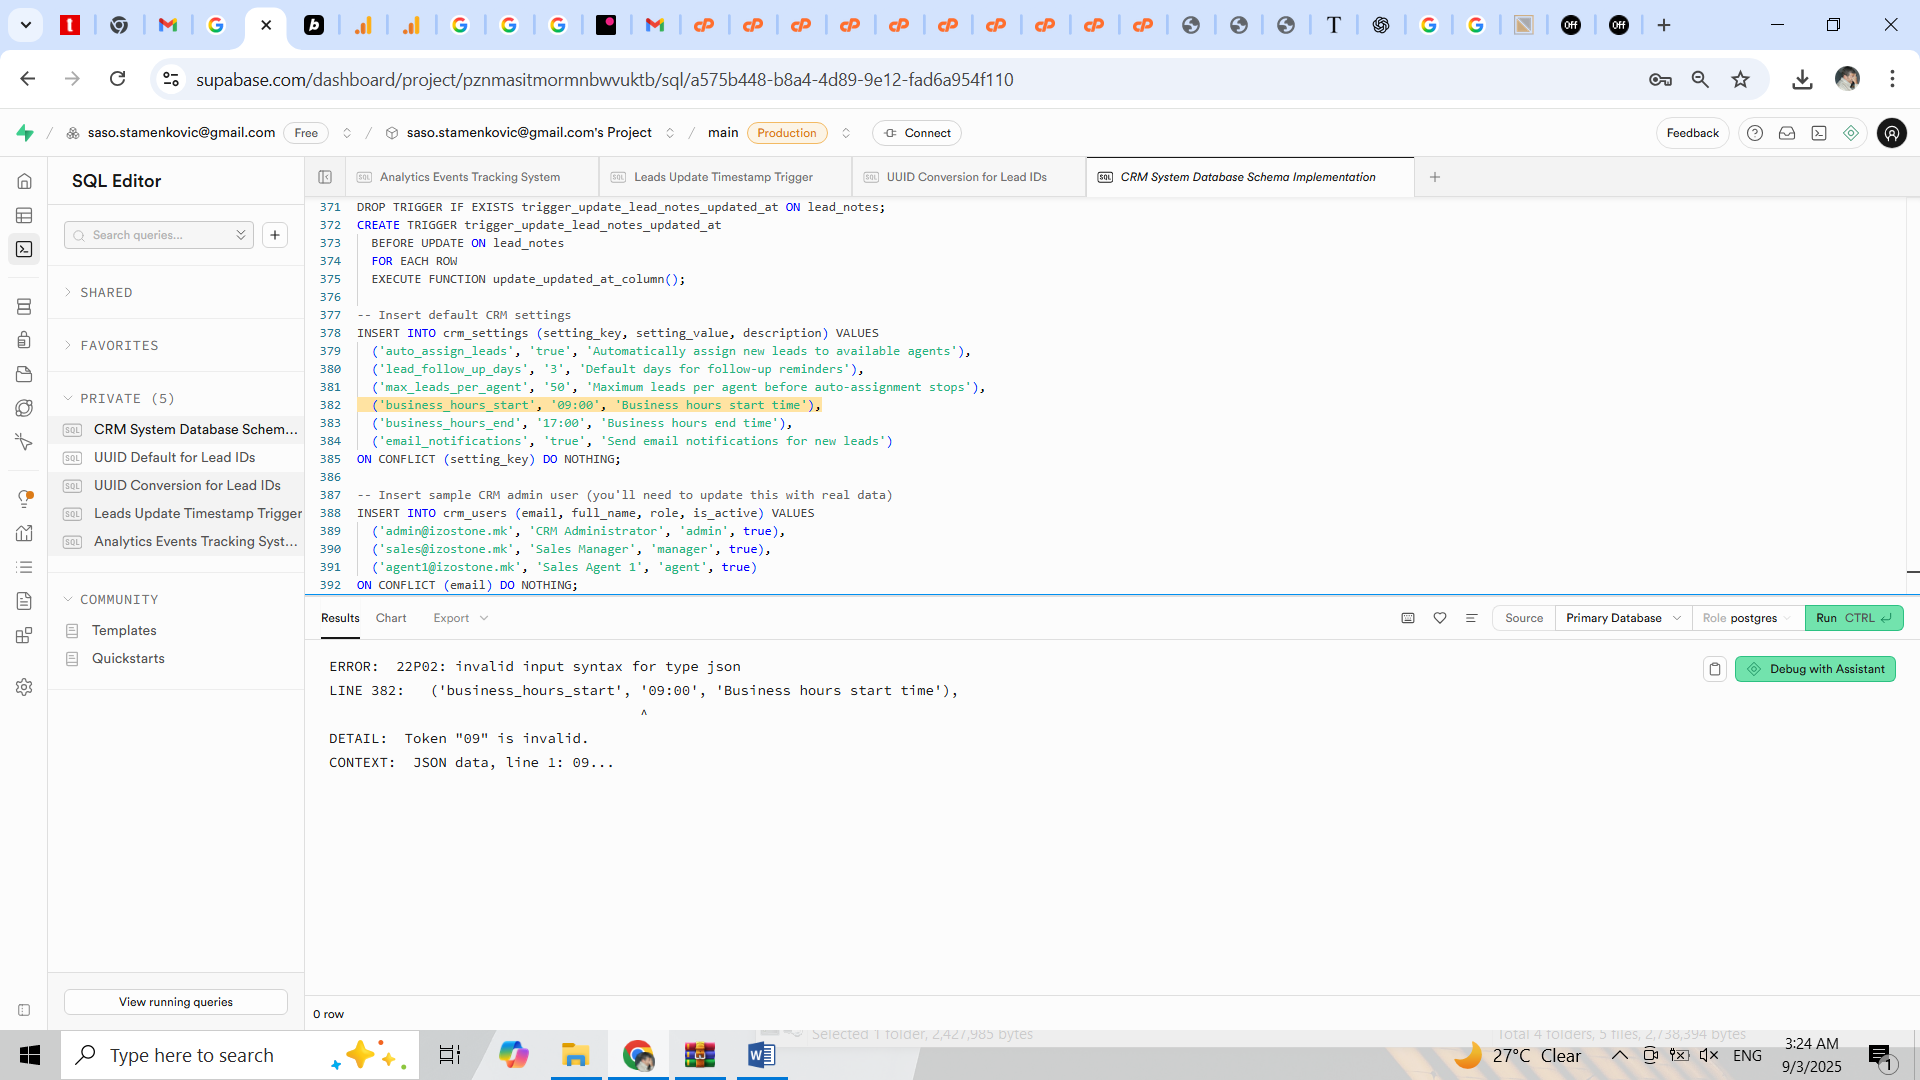 supabase.com/dashboard/project/pznmasitmormnbwvuktb/sql/a575b448-b8a4-4d89-9e12-fad6a954f110
/ saso.stamenkovic@gmail.com Free / saso.stamenkovic@gmail.com's Project / main Production Connect Feedback
SQL Editor
Analytics Events Tracking System
Leads Update Timestamp Trigger
UUID Conversion for Lead IDs
CRM System Database Schema Implementation
Search queries...
SHARED
FAVORITES
PRIVATE (5)
CRM System Database Schem...
UUID Default for Lead IDs
UUID Conversion for Lead IDs
Leads Update Timestamp Trigger
Analytics Events Tracking Syst...
COMMUNITY
Templates
Quickstarts
View running queries
371 DROP TRIGGER IF EXISTS trigger_update_lead_notes_updated_at ON lead_notes;
372 CREATE TRIGGER trigger_update_lead_notes_updated_at
373 BEFORE UPDATE ON lead_notes
374 FOR EACH ROW
375 EXECUTE FUNCTION update_updated_at_column();
376
377 -- Insert default CRM settings
378 INSERT INTO crm_settings (setting_key, setting_value, description) VALUES
379 ('auto_assign_leads', 'true', 'Automatically assign new leads to available agents'),
380 ('lead_follow_up_days', '3', 'Default days for follow-up reminders'),
381 ('max_leads_per_agent', '50', 'Maximum leads per agent before auto-assignment stops'),
382 ('business_hours_start', '09:00', 'Business hours start time'),
383 ('business_hours_end', '17:00', 'Business hours end time'),
384 ('email_notifications', 'true', 'Send email notifications for new leads')
385 ON CONFLICT (setting_key) DO NOTHING;
386
387 -- Insert sample CRM admin user (you'll need to update this with real data)
388 INSERT INTO crm_users (email, full_name, role, is_active) VALUES
389 ('admin@izostone.mk', 'CRM Administrator', 'admin', true),
390 ('sales@izostone.mk', 'Sales Manager', 'manager', true),
391 ('agent1@izostone.mk', 'Sales Agent 1', 'agent', true)
392 ON CONFLICT (email) DO NOTHING;
Results Chart Export Source Primary Database Role postgres Run CTRL
ERROR: 22P02: invalid input syntax for type json
LINE 382: ('business_hours_start', '09:00', 'Business hours start time'),
^
DETAIL: Token "09" is invalid.
CONTEXT: JSON data, line 1: 09...
Debug with Assistant
0 row
Selected 1 folder, 2,427,985 bytes
Total 4 folders, 5 files, 2,738,394 bytes
Type here to search
27°C Clear
ENG
3:24 AM
9/3/2025
1